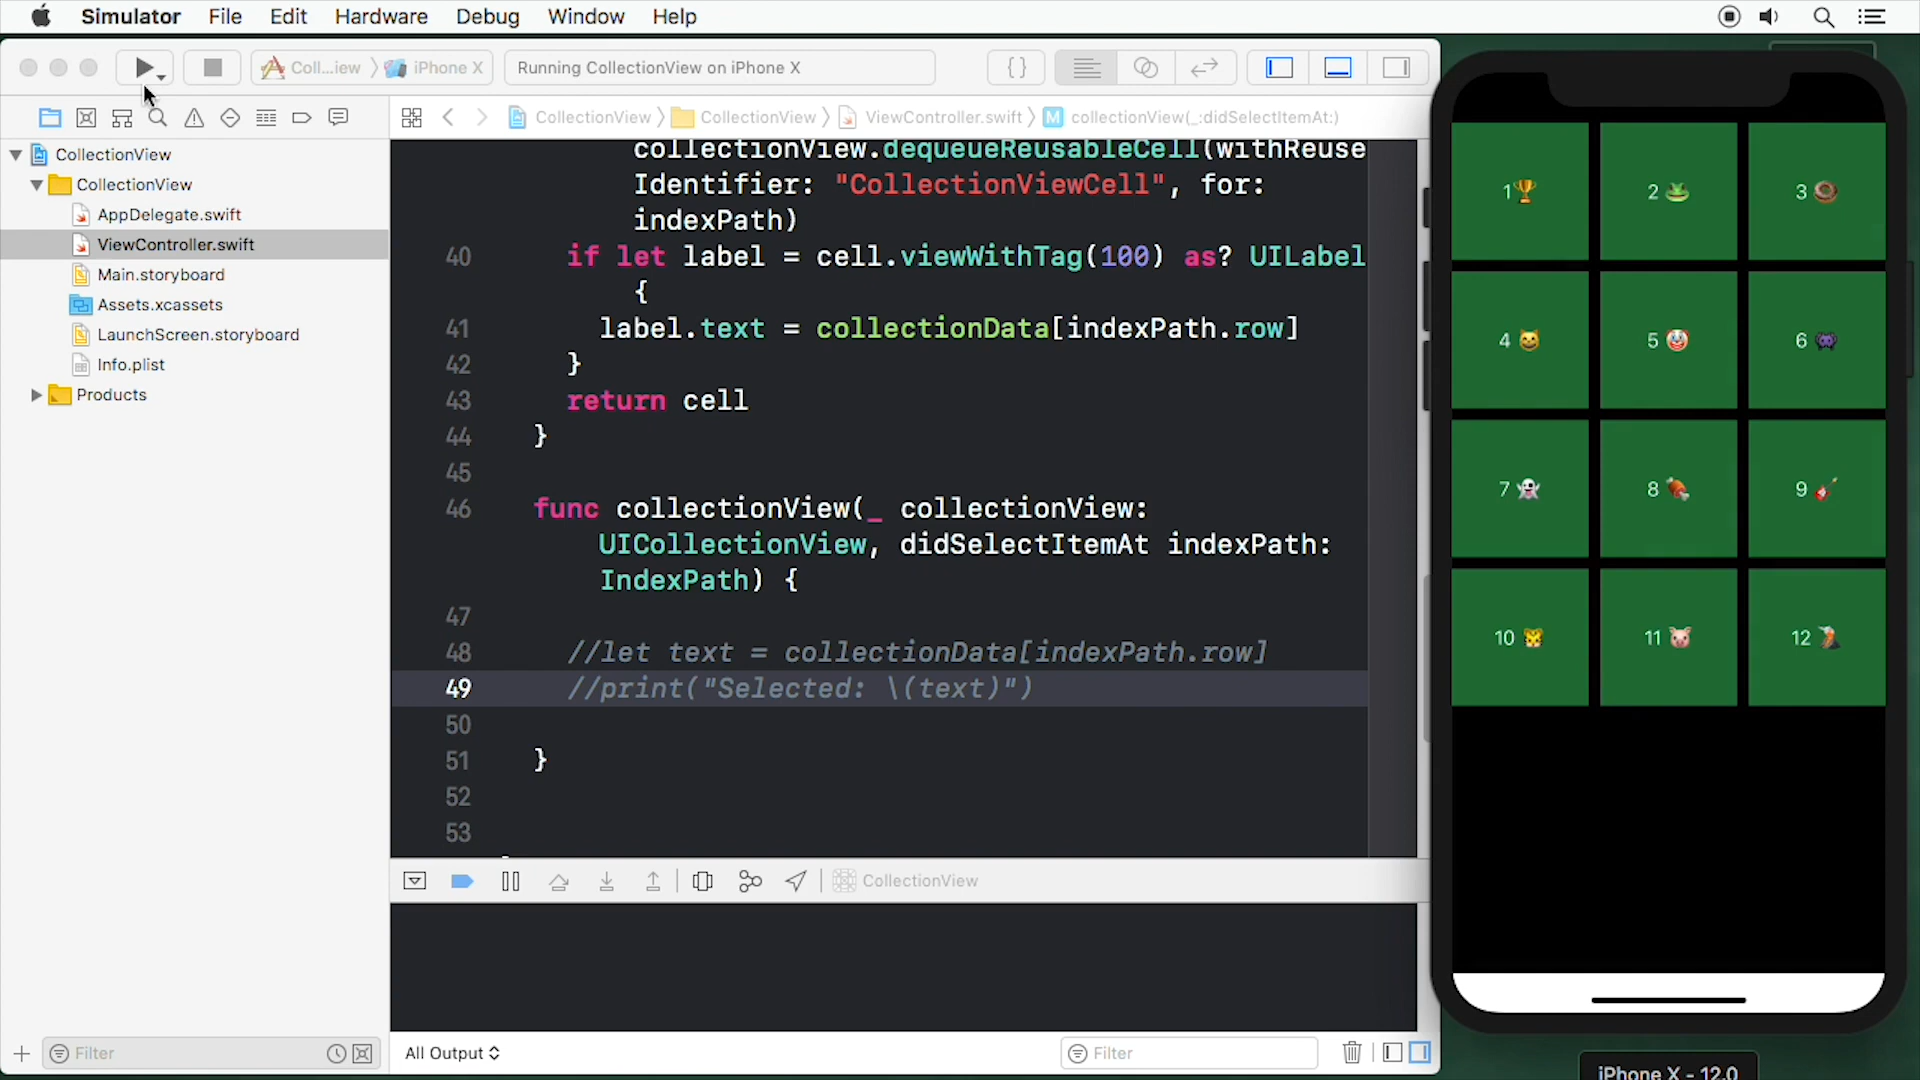 Simulator File Edit Hardware Debug Window Help
Coll...iew iPhone X
Running CollectionView on iPhone X
CollectionView CollectionView ViewController.swift M collectionView(_:didSelectItemAt:)
CollectionView
CollectionView
AppDelegate.swift
ViewController.swift
Main.storyboard
Assets.xcassets
LaunchScreen.storyboard
Info.plist
Products
Filter
collectionView.dequeueReusableCell(withReuse
Identifier: "CollectionViewCell", for:
indexPath)
40 if let label = cell.viewWithTag(100) as? UILabel
{
41 label.text = collectionData[indexPath.row]
42 }
43 return cell
44 }
45
46 func collectionView(_ collectionView:
UICollectionView, didSelectItemAt indexPath:
IndexPath) {
47
48 //let text = collectionData[indexPath.row]
49 //print("Selected: \(text)")
50
51 }
52
53
CollectionView
All Output
Filter
1🏆 2 🐸 3 🍩
4 😆 5 🤡 6 👾
7 👻 8 🍖 9 🎸
10 🐯 11 🐷 12 🌋
iPhone X - 12.0